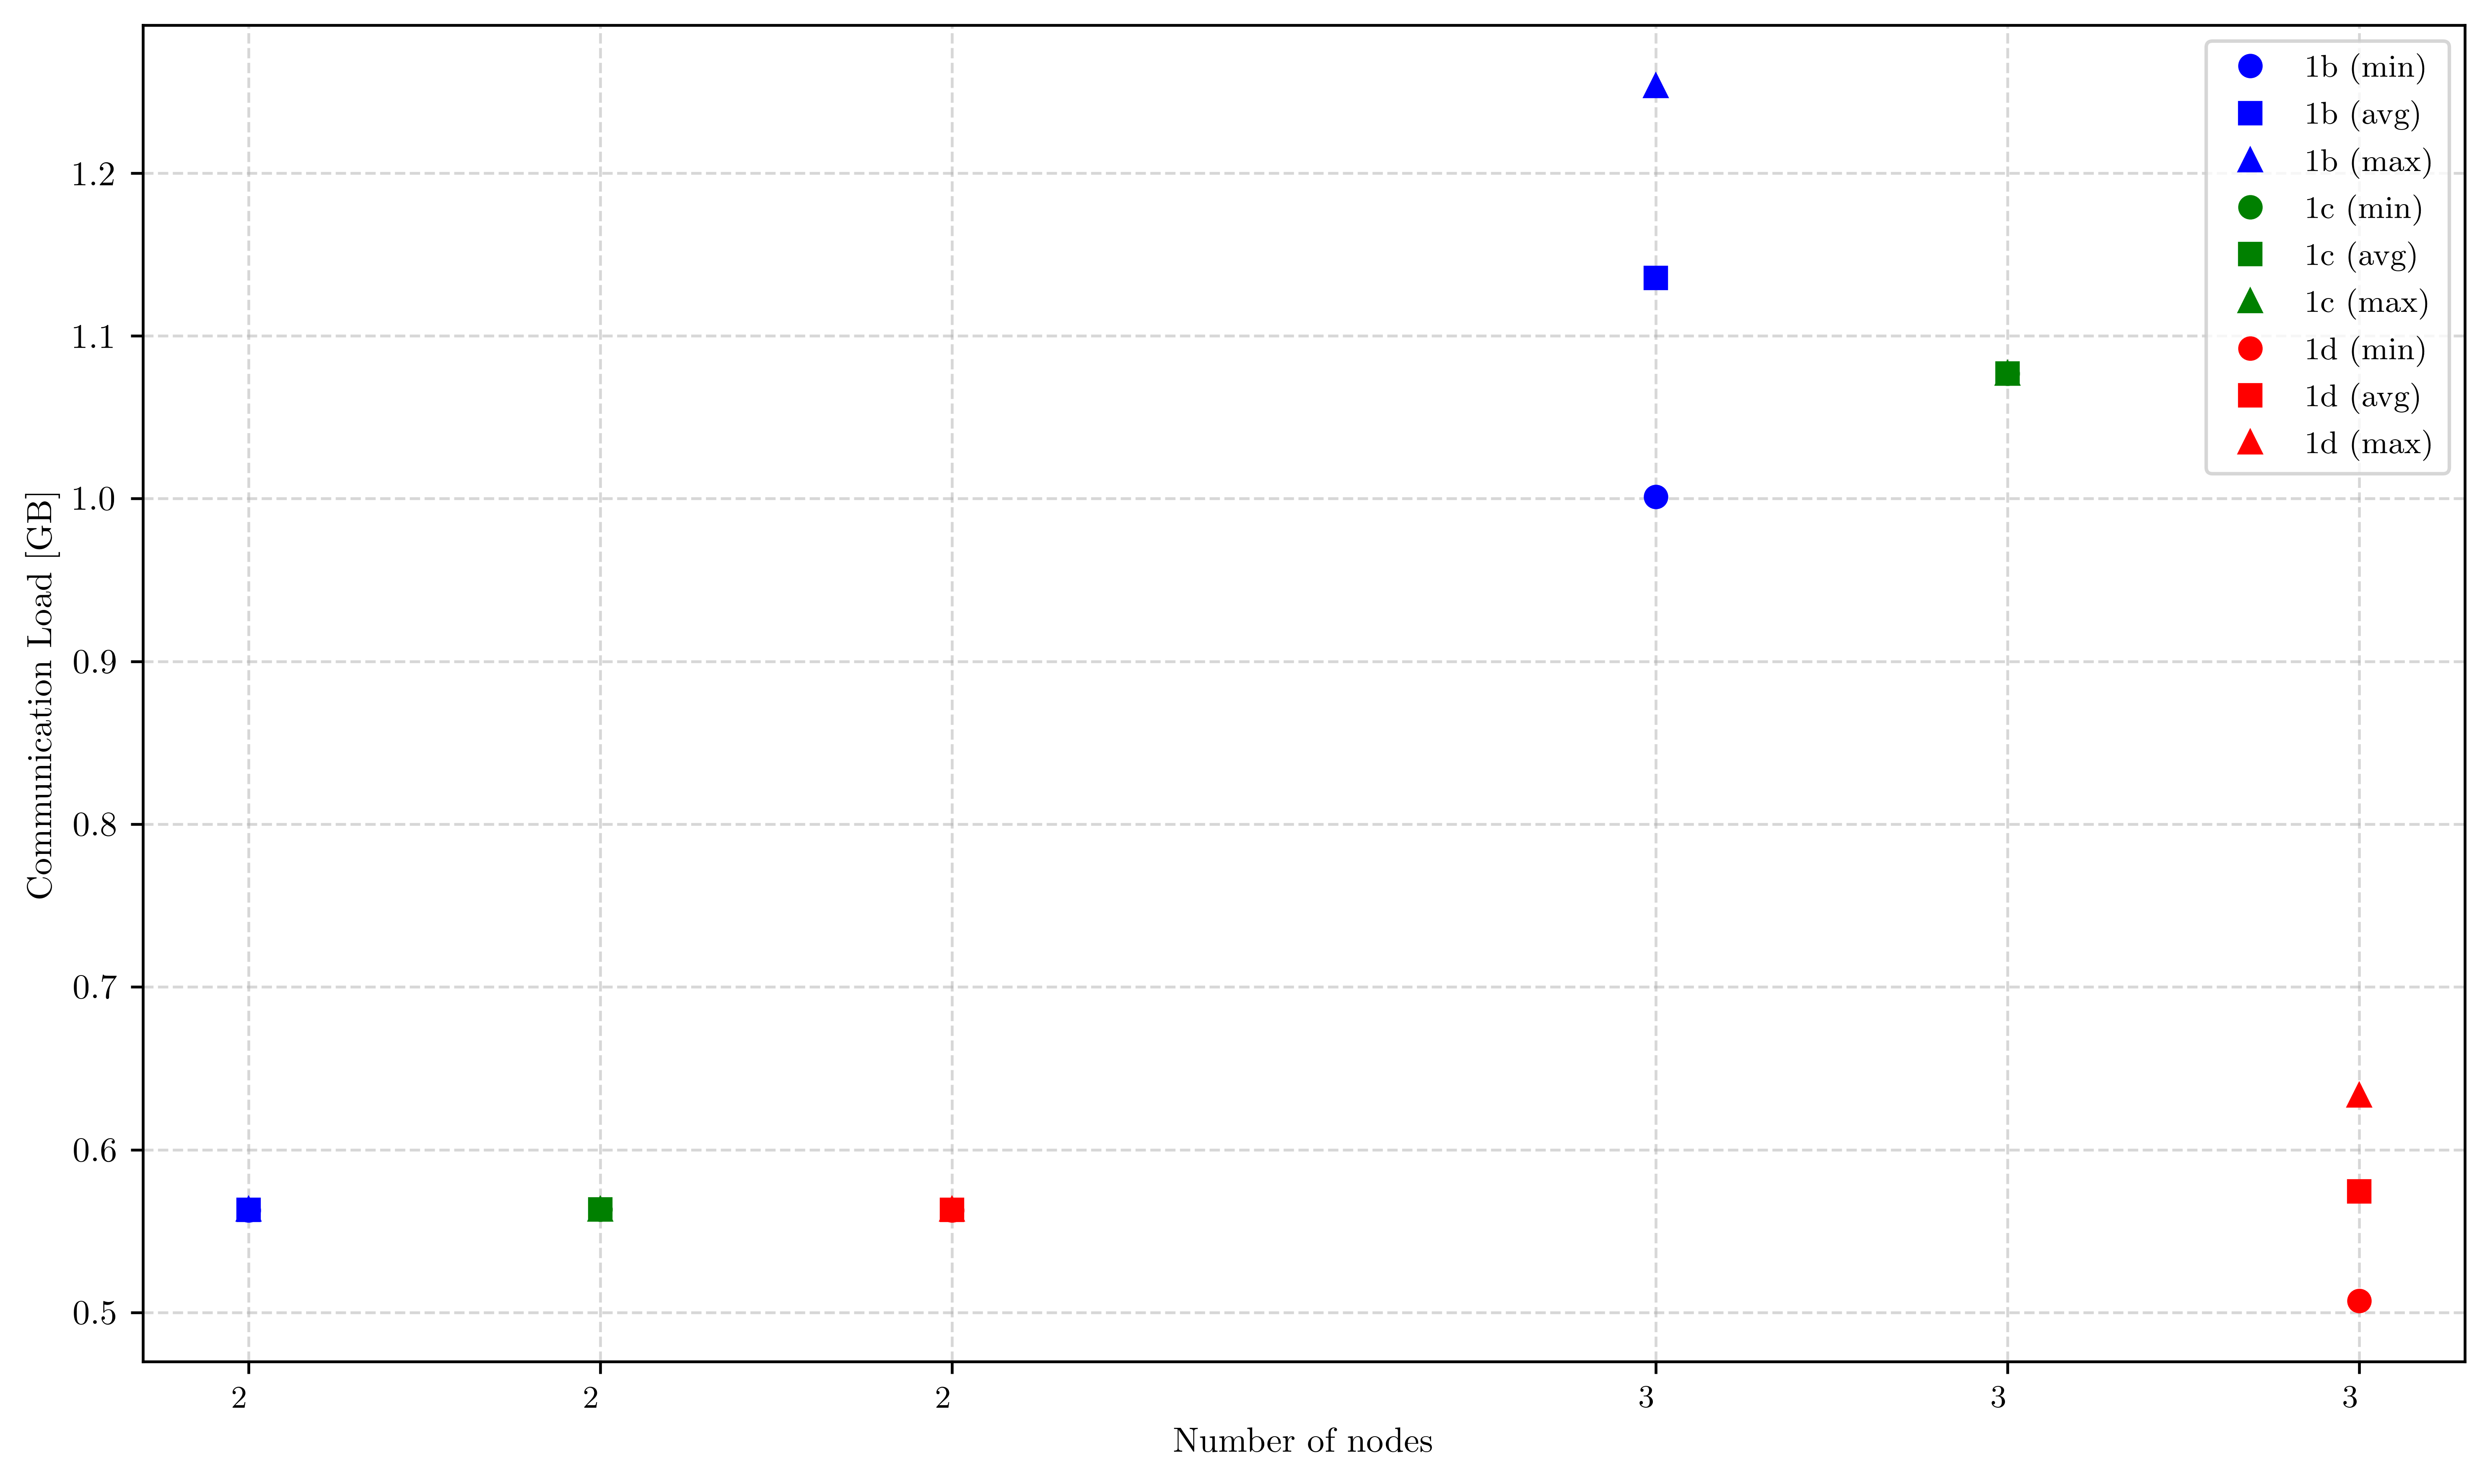 1b (min)
1b (avg)
1b (max)
1c (min)
1c (avg)
1c (max)
1d (min)
1d (avg)
1d (max)
1.2
1.1
1.0
0.9
0.8
0.7
0.6
0.5
Communication Load [GB]
2 2 2 3 3 3
Number of nodes